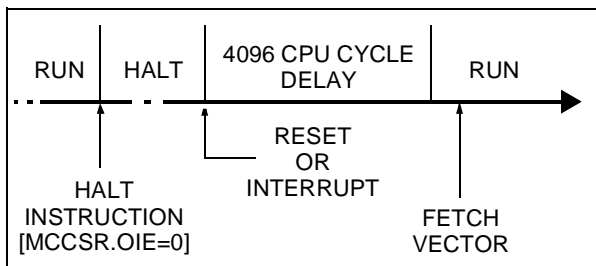 RUN HALT 4096 CPU CYCLE RUN
DELAY
RESET
OR
INTERRUPT
HALT
INSTRUCTION
[MCCSR.OIE=0]
FETCH
VECTOR